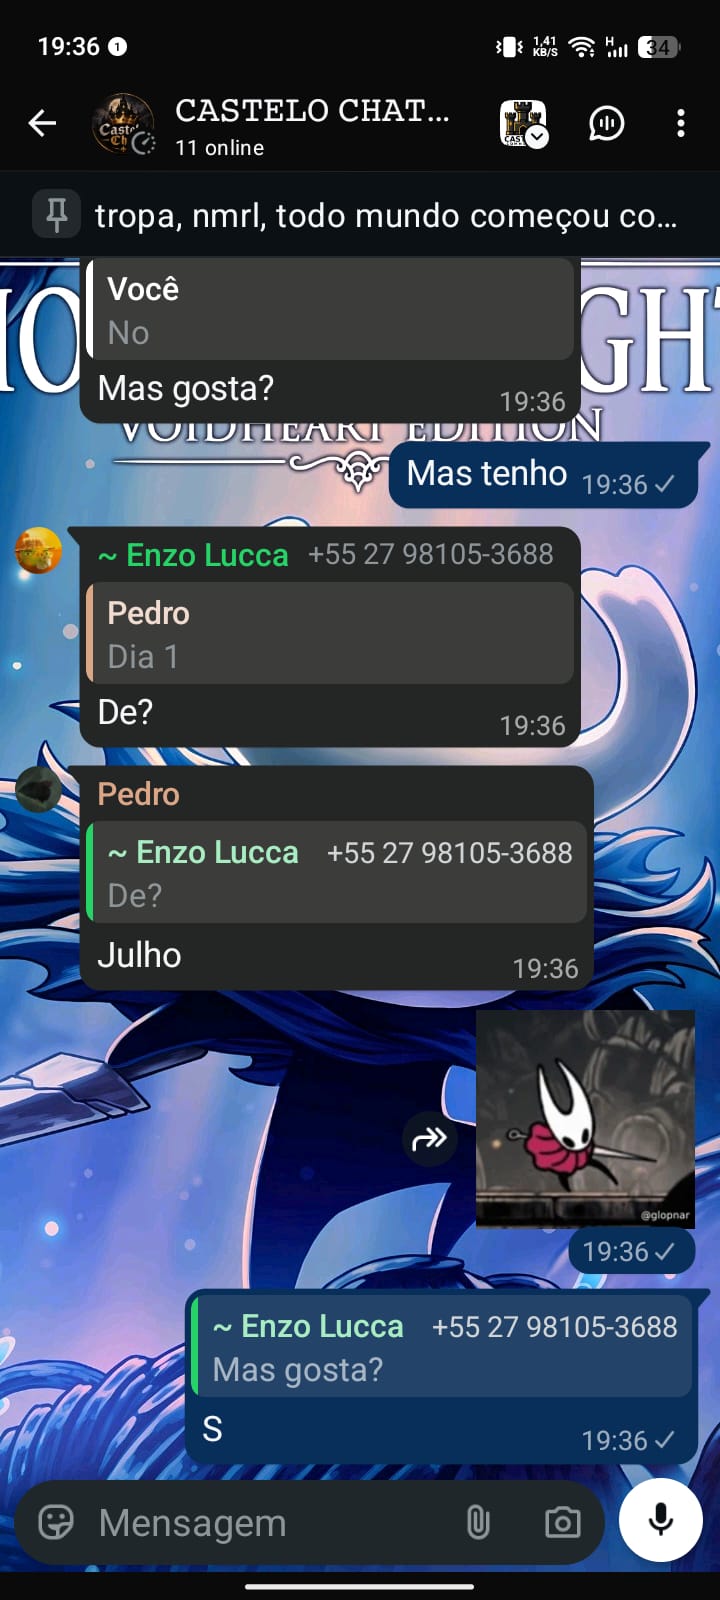 19:36 1 1,41 KB/S H 34
CASTELO CHAT...
11 online
tropa, nmrl, todo mundo começou co...
Você
No
Mas gosta? 19:36
VOIDHEART EDITION
Mas tenho 19:36
~ Enzo Lucca +55 27 98105-3688
Pedro
Dia 1
De? 19:36
Pedro
~ Enzo Lucca +55 27 98105-3688
De?
Julho 19:36
@glopnar
19:36
~ Enzo Lucca +55 27 98105-3688
Mas gosta?
S 19:36
Mensagem